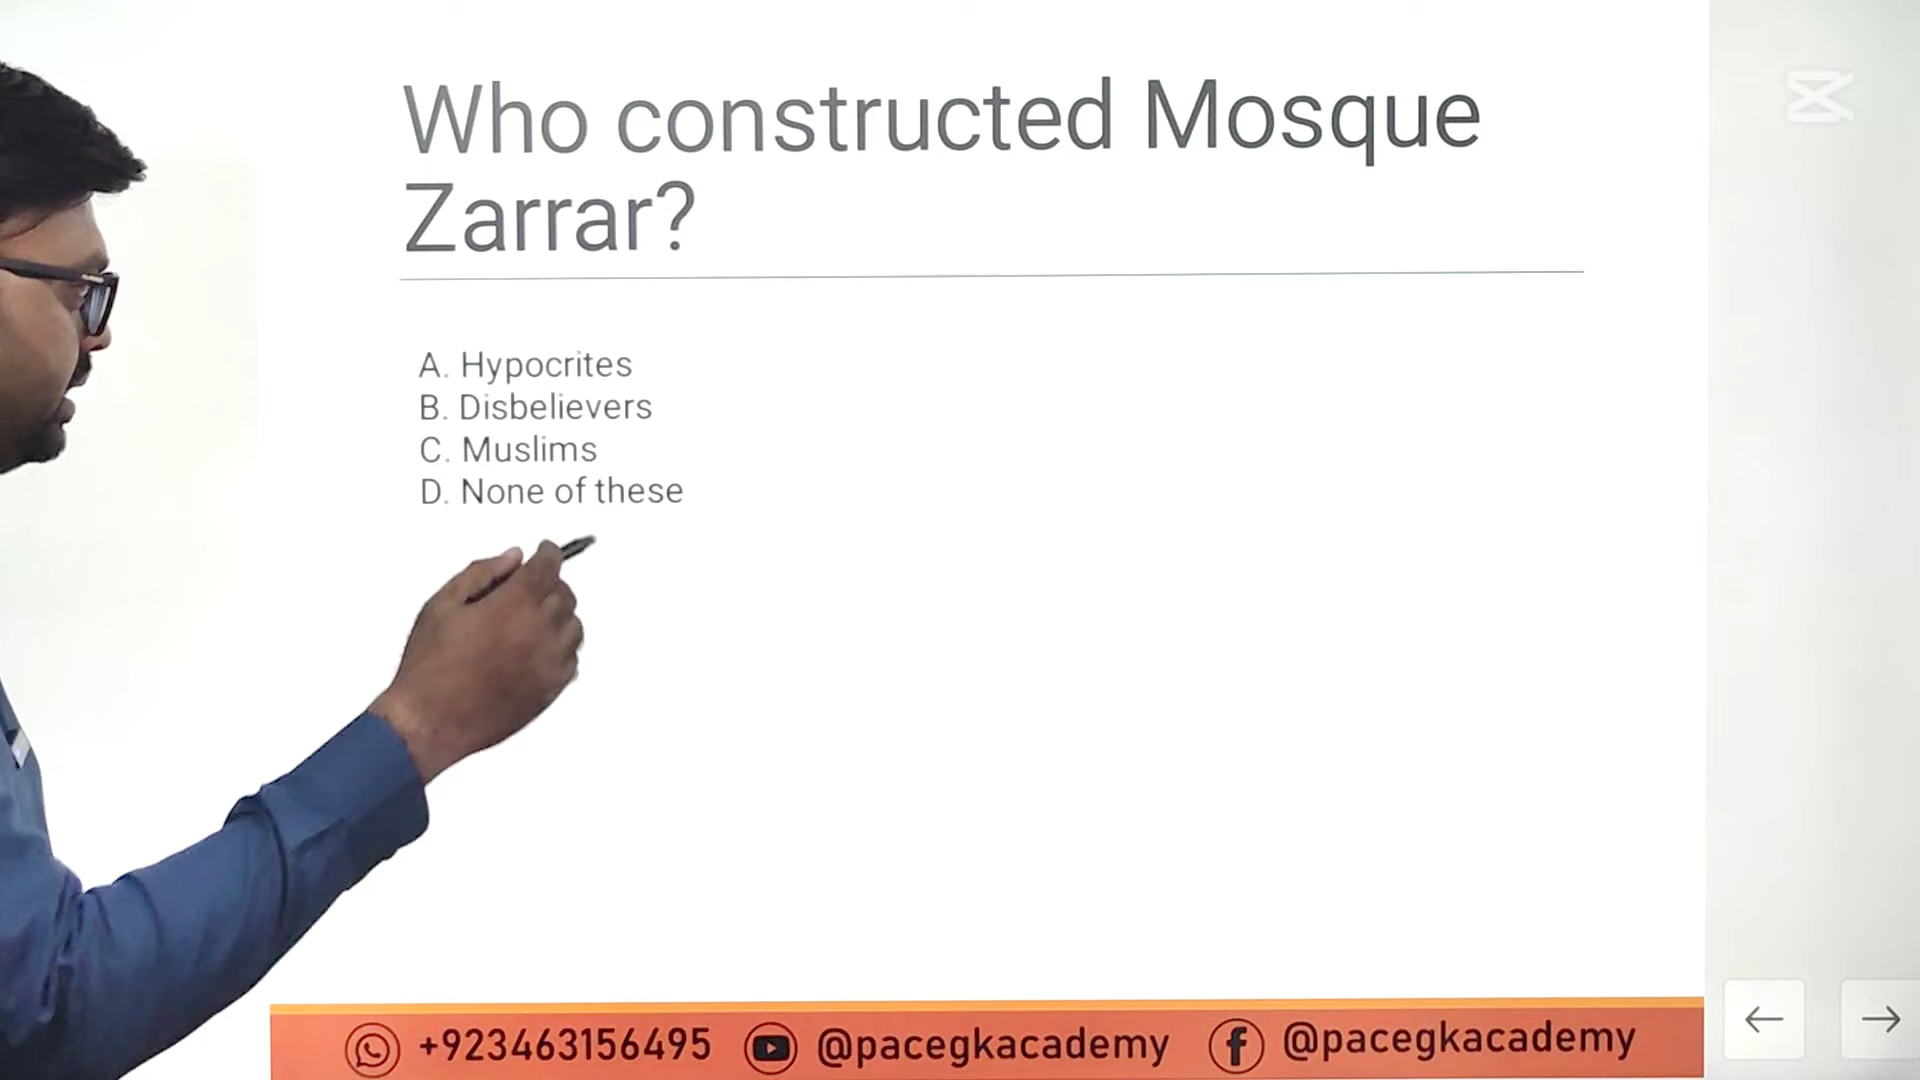 Who constructed Mosque
Zarrar?
A. Hypocrites
B. Disbelievers
C. Muslims
D. None of these
+923463156495 @pacegkacademy @pacegkacademy